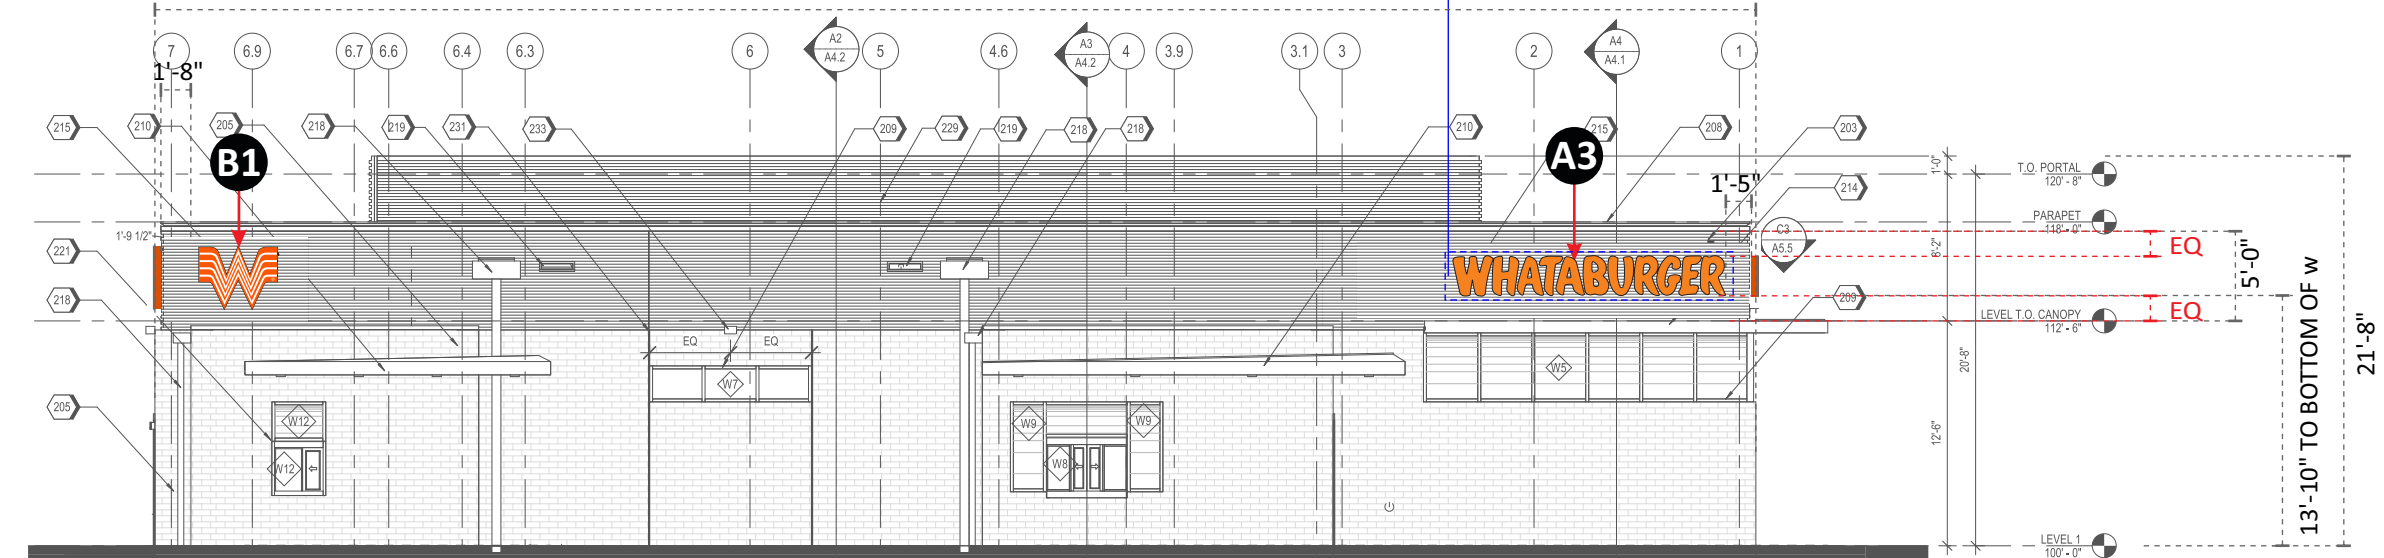 7
6.9
6.7
6.6
6.4
6.3
6
A2
A4.2
5
4.6
A3
A4.2
4
3.9
3.1
3
2
A4
A4.1
1
1'-8"
215
210
205
218
219
231
233
209
229
219
218
218
210
215
208
203
B1
A3
1'-5"
214
1'-0"
T.O. PORTAL
120' - 8"
PARAPET
118' - 0"
1'-9 1/2"
221
W
WHATABURGER
C3
A5.5
8'-2"
EQ
5'-0"
218
209
EQ
LEVEL T.O. CANOPY
112' - 6"
EQ
EQ
W7
W5
20'-8"
21'-8"
13'-10" TO BOTTOM OF W
205
W12
W12
W9
W9
W8
12'-6"
LEVEL 1
100' - 0"